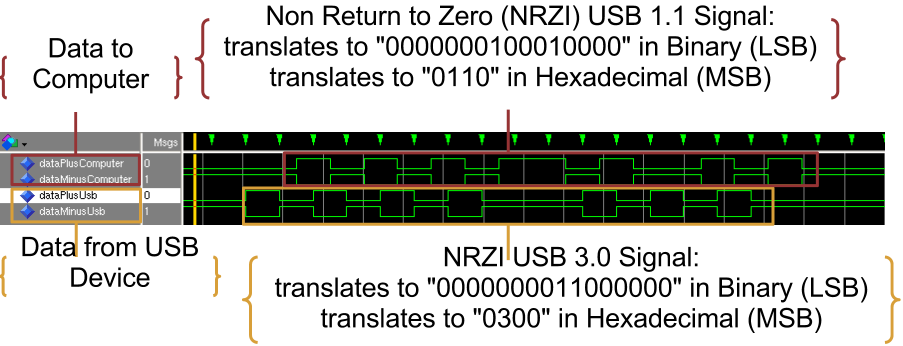 Non Return to Zero (NRZI) USB 1.1 Signal:
translates to "0000000100010000" in Binary (LSB)
translates to "0110" in Hexadecimal (MSB)
Data to
Computer
Msgs
dataPlusComputer 0
dataMinusComputer 1
dataPlusUsb 0
dataMinusUsb 1
Data from USB
Device
NRZI USB 3.0 Signal:
translates to "0000000011000000" in Binary (LSB)
translates to "0300" in Hexadecimal (MSB)